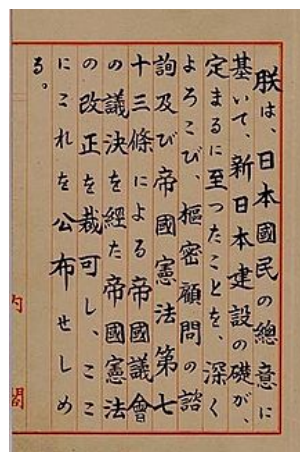 朕は、日本國民の總意に
基いて、新日本建設の礎が、
定まるに至つたことを、深く
よろこび、樞密顧問の諮
詢及び帝國憲法第七
十三條による帝國議會
の議決を經た帝國憲法
の改正を裁可し、ここ
にこれを公布せしめ
る。
内閣